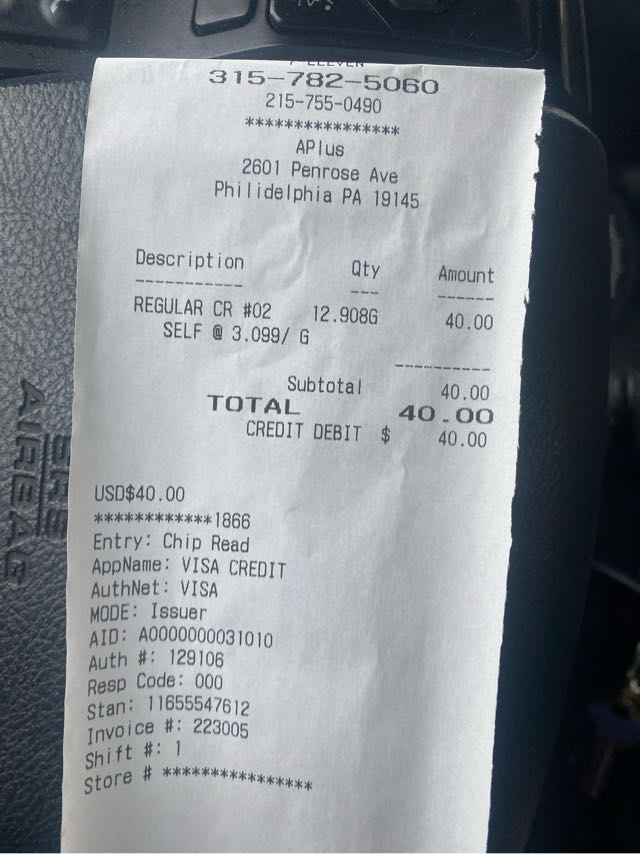 315-782-5060
215-755-0490
****************
APlus
2601 Penrose Ave
Philidelphia PA 19145
Description Qty Amount
----------- --- ------
REGULAR CR #02 12.908G 40.00
SELF @ 3.099/ G
----------
Subtotal 40.00
TOTAL 40.00
CREDIT DEBIT $ 40.00
USD$40.00
************1866
Entry: Chip Read
AppName: VISA CREDIT
AuthNet: VISA
MODE: Issuer
AID: A0000000031010
Auth #: 129106
Resp Code: 000
Stan: 11655547612
Invoice #: 223005
Shift #: 1
Store # ****************
SRS
AIRBAG